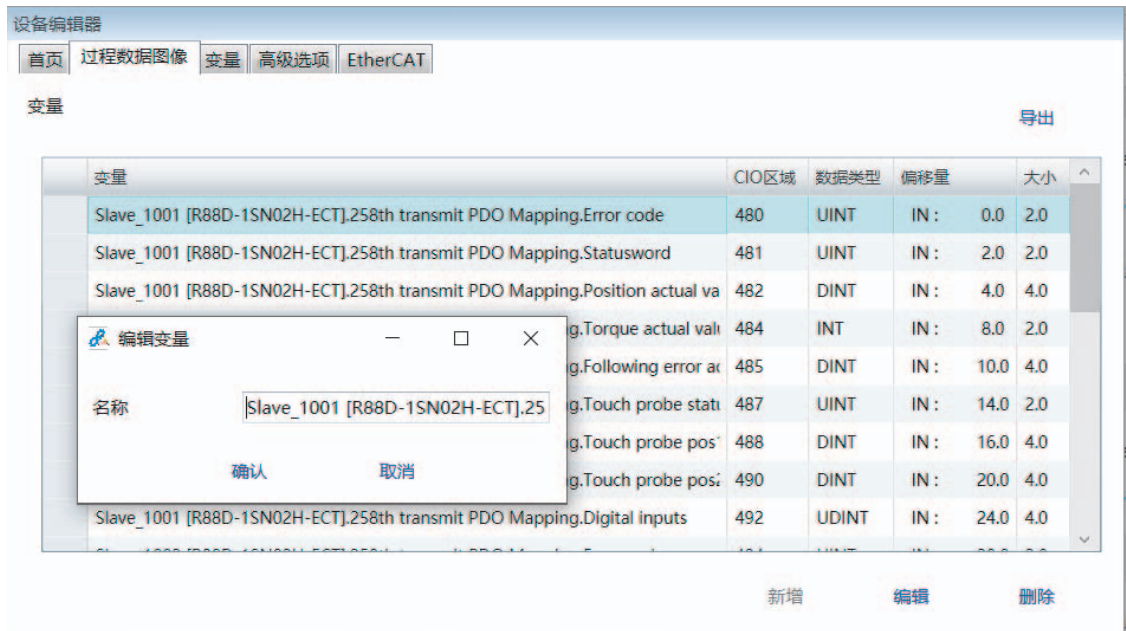 设备编辑器
首页 过程数据图像 变量 高级选项 EtherCAT
变量
导出
变量 CIO区域 数据类型 偏移量 大小
Slave_1001 [R88D-1SN02H-ECT].258th transmit PDO Mapping.Error code 480 UINT IN : 0.0 2.0
Slave_1001 [R88D-1SN02H-ECT].258th transmit PDO Mapping.Statusword 481 UINT IN : 2.0 2.0
Slave_1001 [R88D-1SN02H-ECT].258th transmit PDO Mapping.Position actual va 482 DINT IN : 4.0 4.0
g.Torque actual valu 484 INT IN : 8.0 2.0
g.Following error ac 485 DINT IN : 10.0 4.0
g.Touch probe statu 487 UINT IN : 14.0 2.0
g.Touch probe pos1 488 DINT IN : 16.0 4.0
g.Touch probe pos2 490 DINT IN : 20.0 4.0
编辑变量
名称 Slave_1001 [R88D-1SN02H-ECT].25
确认 取消
Slave_1001 [R88D-1SN02H-ECT].258th transmit PDO Mapping.Digital inputs 492 UDINT IN : 24.0 4.0
新增 编辑 删除